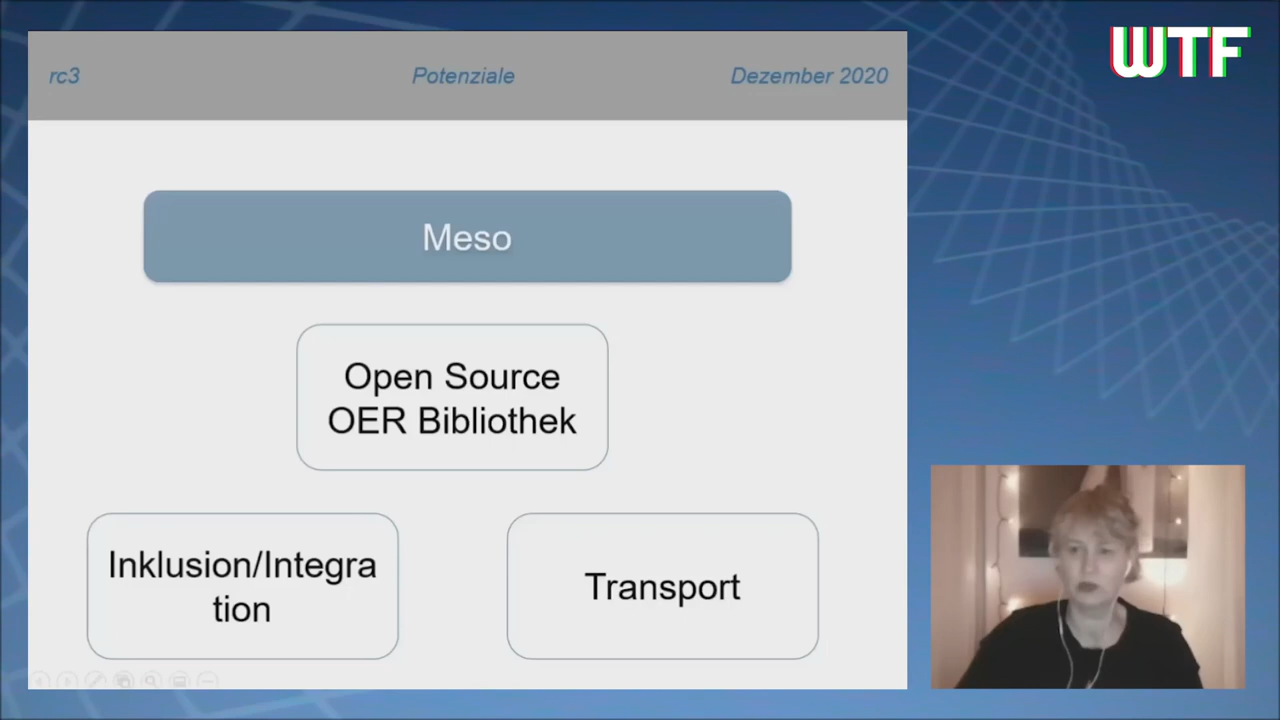 rc3
Potenziale
Dezember 2020
WTF
Meso
Open Source
OER Bibliothek
Inklusion/Integra
tion
Transport